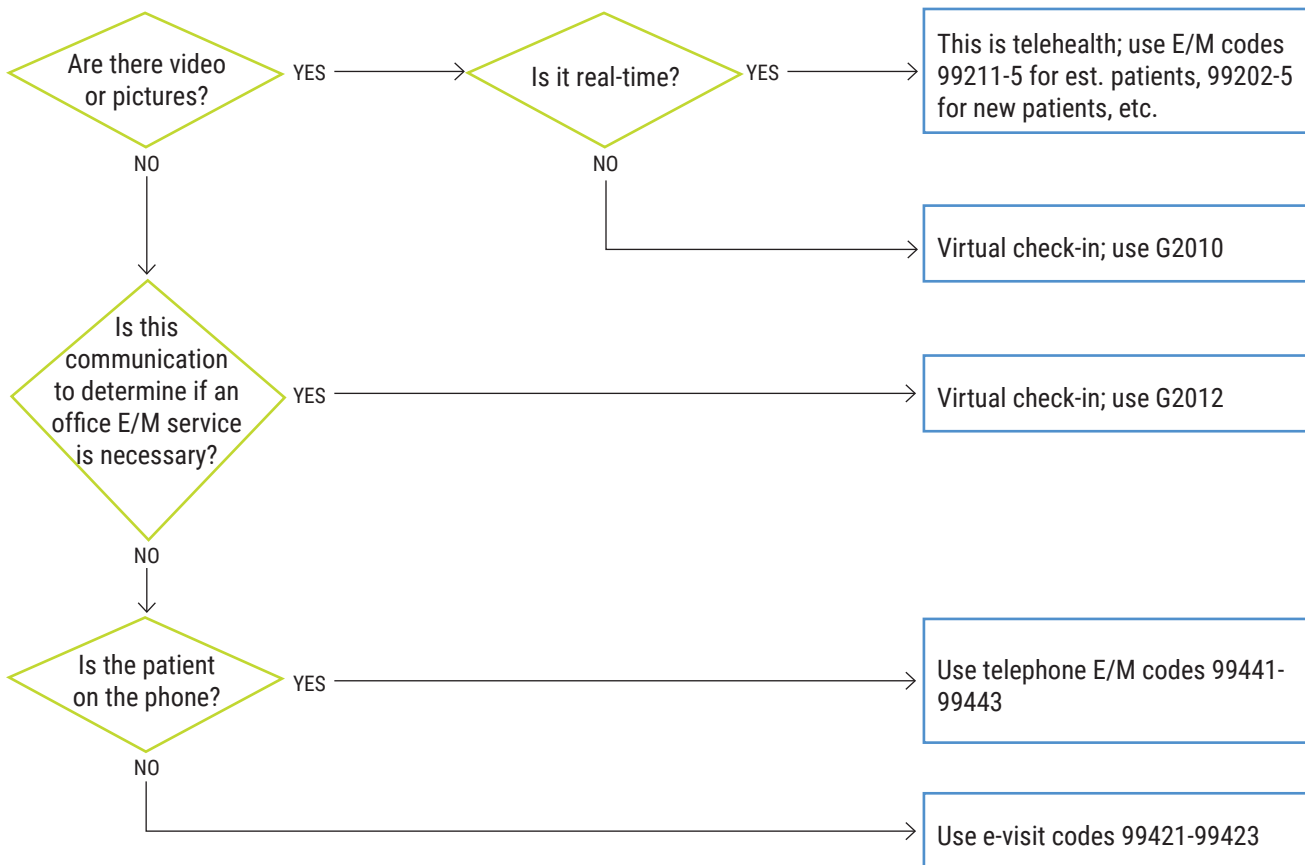 Are there video
or pictures?
YES
Is it real-time?
YES
This is telehealth; use E/M codes
99211-5 for est. patients, 99202-5
for new patients, etc.
NO
NO
Virtual check-in; use G2010
Is this
communication
to determine if an
office E/M service
is necessary?
YES
Virtual check-in; use G2012
NO
Is the patient
on the phone?
YES
Use telephone E/M codes 99441-
99443
NO
Use e-visit codes 99421-99423